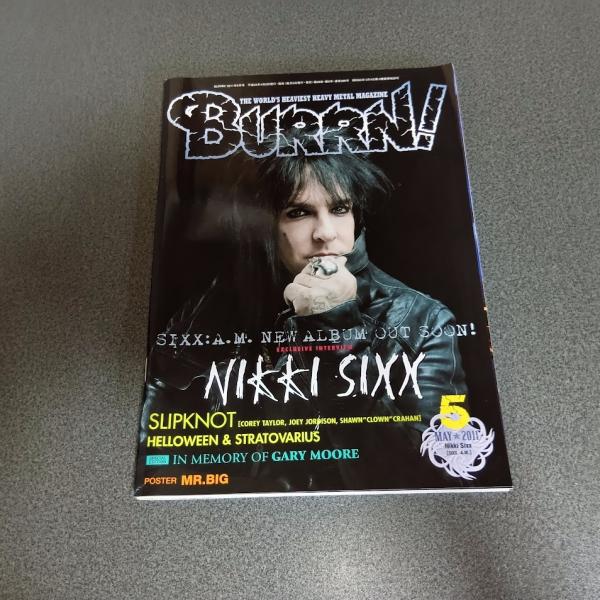 THE WORLD'S HEAVIEST HEAVY METAL MAGAZINE
BURRN!
SIXX:A.M. NEW ALBUM OUT SOON!
EXCLUSIVE INTERVIEW
NIKKI SIXX
SLIPKNOT [COREY TAYLOR, JOEY JORDISON, SHAWN"CLOWN"CRAHAN]
HELLOWEEN & STRATOVARIUS
IN MEMORY OF GARY MOORE
POSTER MR.BIG
5
MAY★2011
Nikki Sixx
[SIXX: A.M.]